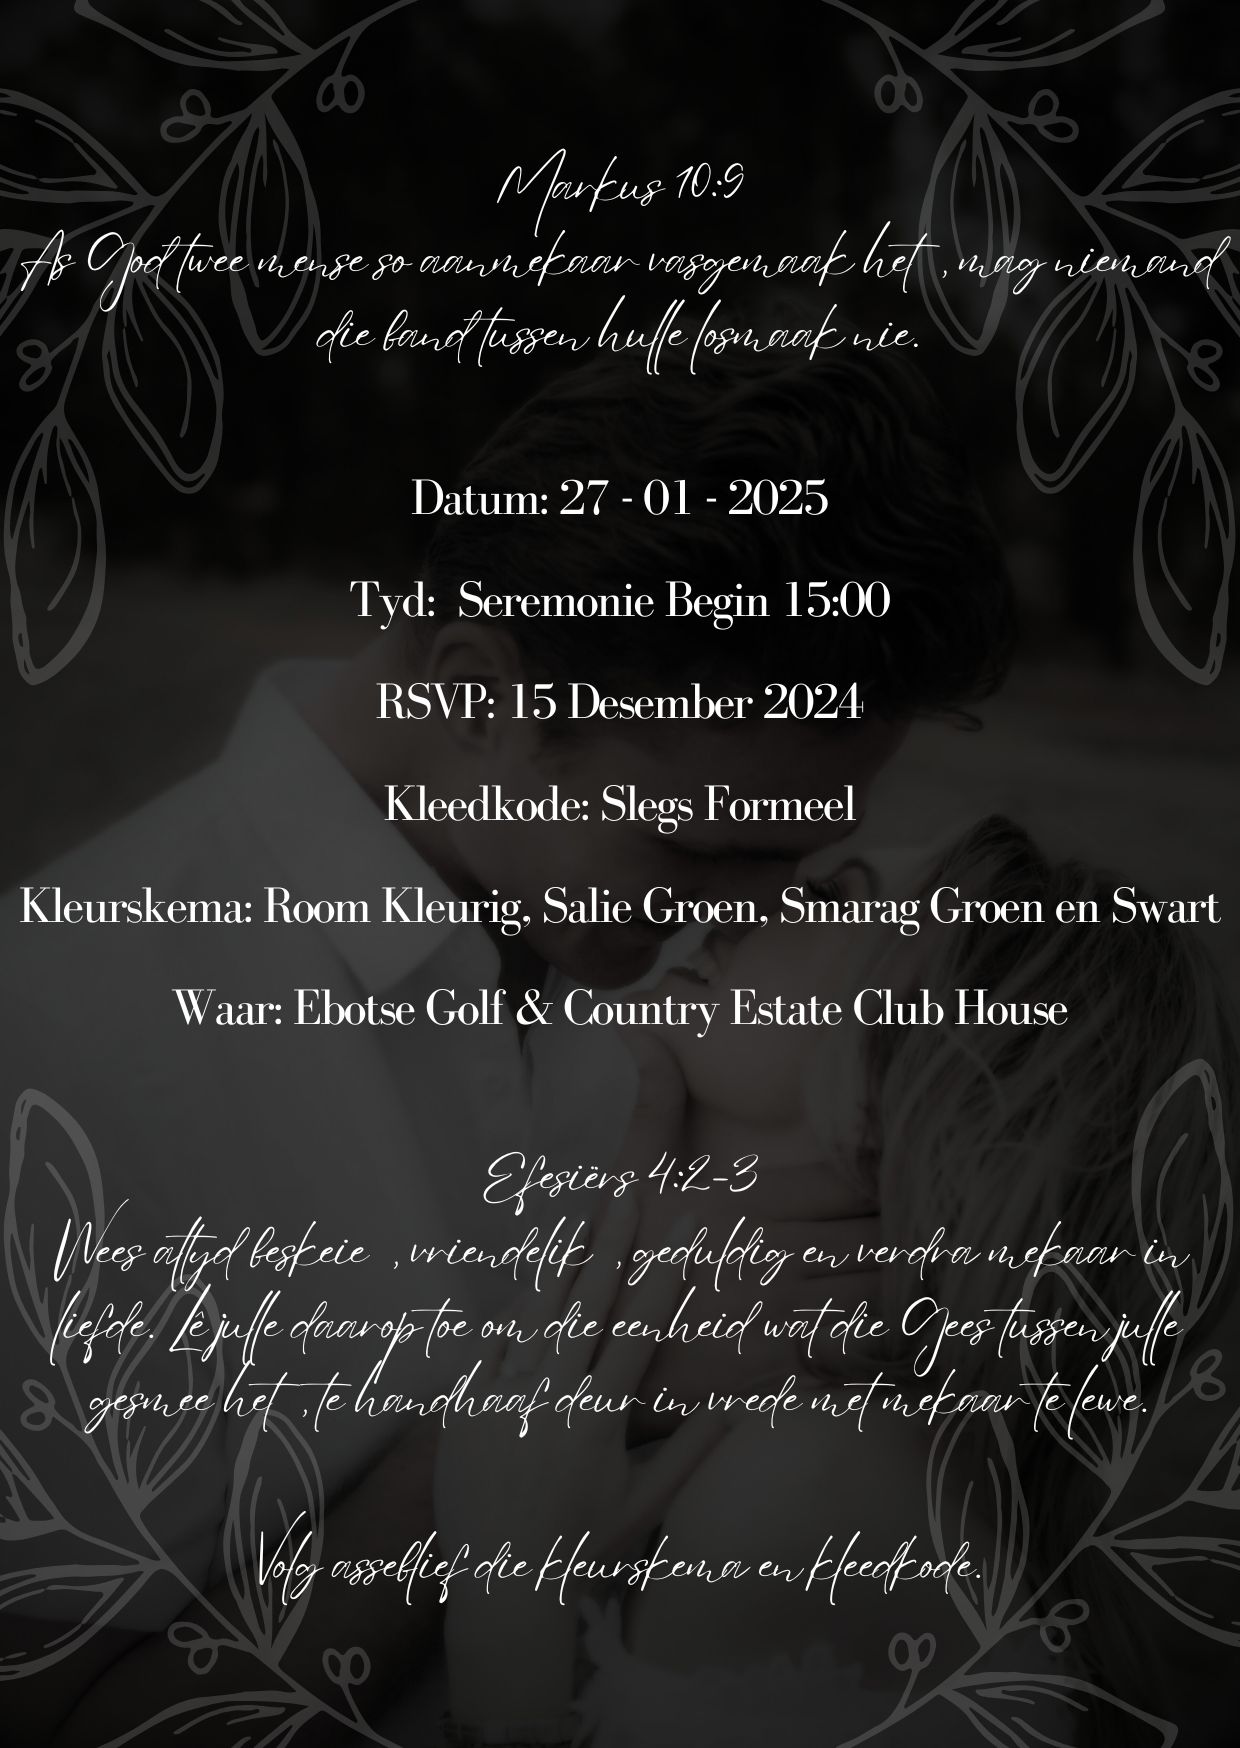 Markus 10:9
As God twee mense so aanmekaar vasgemaak het , mag niemand
die band tussen hulle losmaak nie.
Datum: 27 - 01 - 2025
Tyd: Seremonie Begin 15:00
RSVP: 15 Desember 2024
Kleedkode: Slegs Formeel
Kleurskema: Room Kleurig, Salie Groen, Smarag Groen en Swart
Waar: Ebotse Golf & Country Estate Club House
Efesiërs 4:2-3
Wees altyd beskeie , vriendelik , geduldig en verdra mekaar in
liefde. Lê julle daarop toe om die eenheid wat die Gees tussen julle
gesmee het , te handhaaf deur in vrede met mekaar te lewe.
Volg asseblief die kleurskema en kleedkode.